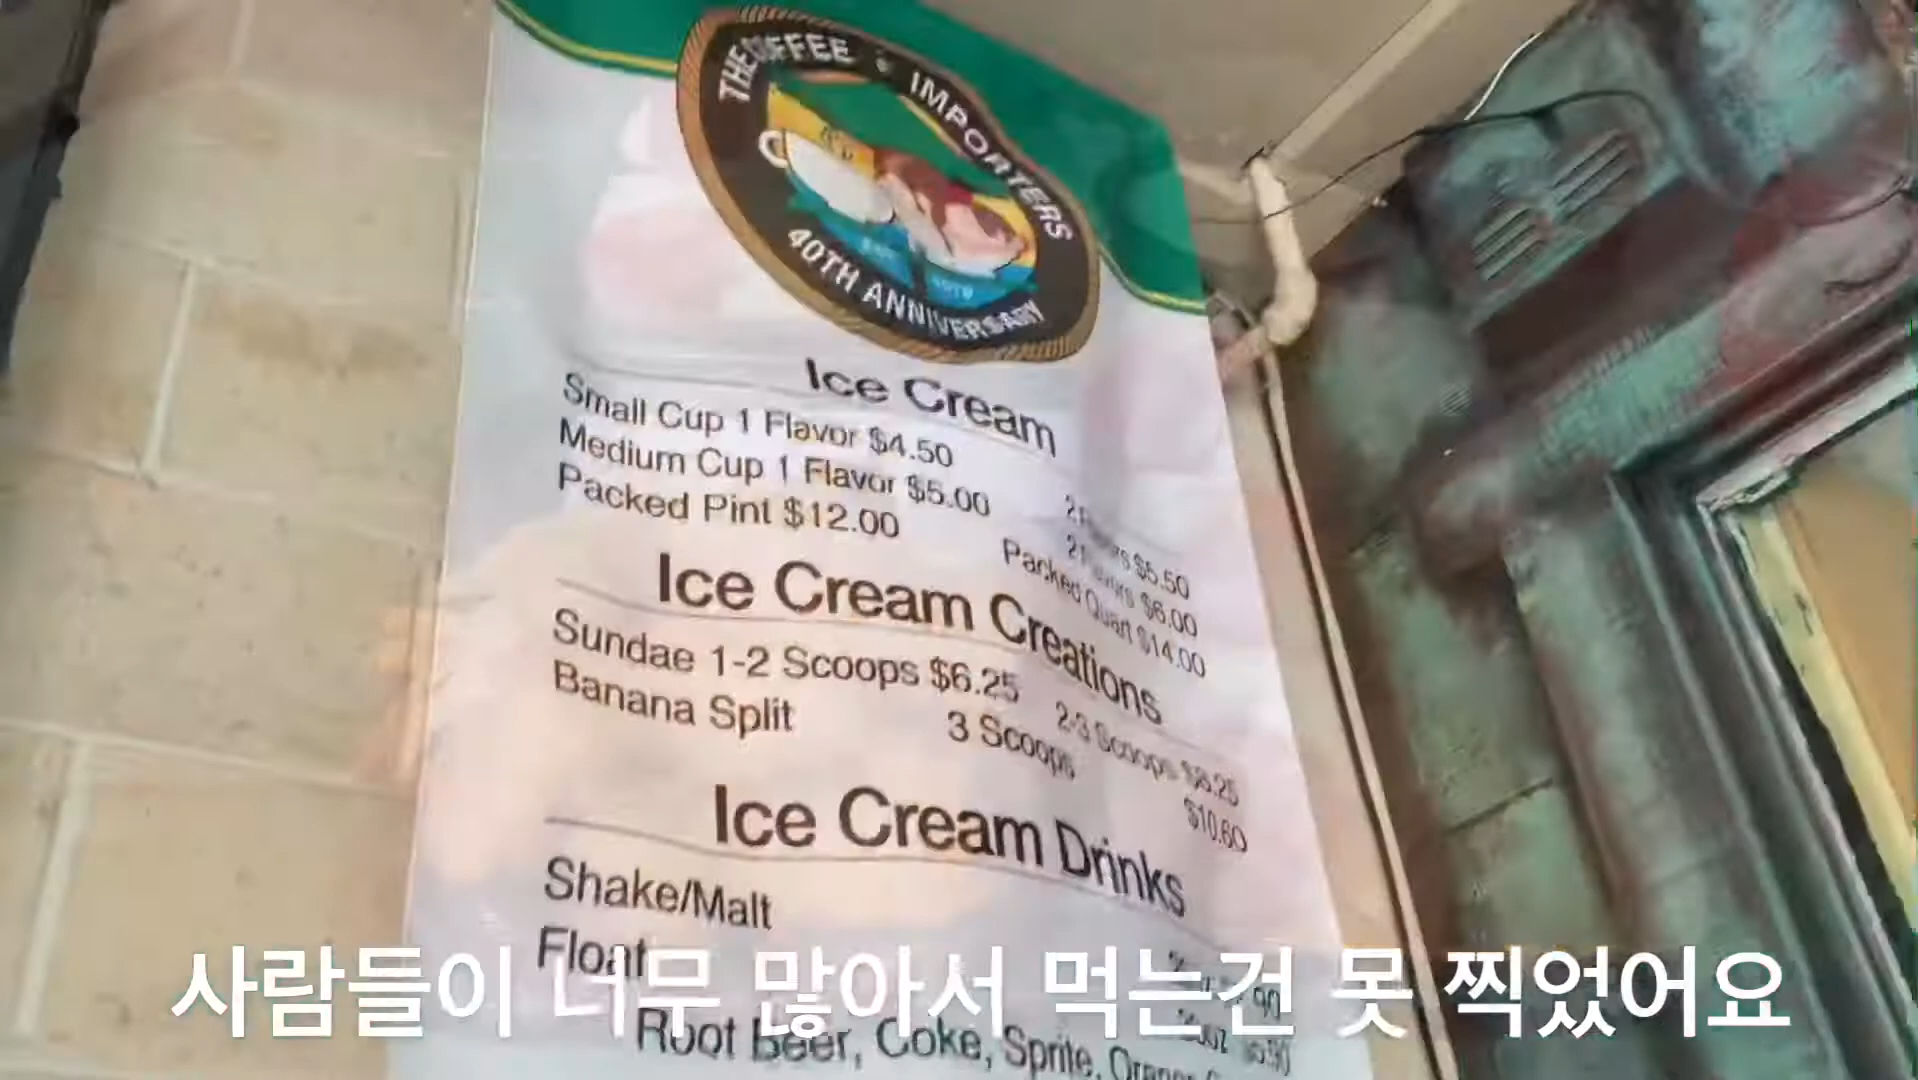 THE COFFEE IMPORTERS
40TH ANNIVERSARY
Ice Cream
Small Cup 1 Flavor $4.50 2 Flavors $5.50
Medium Cup 1 Flavor $5.00 2 Flavors $6.00
Packed Pint $12.00 Packed Quart $14.00
Ice Cream Creations
Sundae 1-2 Scoops $6.25 2-3 Scoops $8.25
Banana Split 3 Scoops $10.60
Ice Cream Drinks
Shake/Malt
Float
Root Beer, Coke, Sprite,
사람들이 너무 많아서 먹는건 못 찍었어요